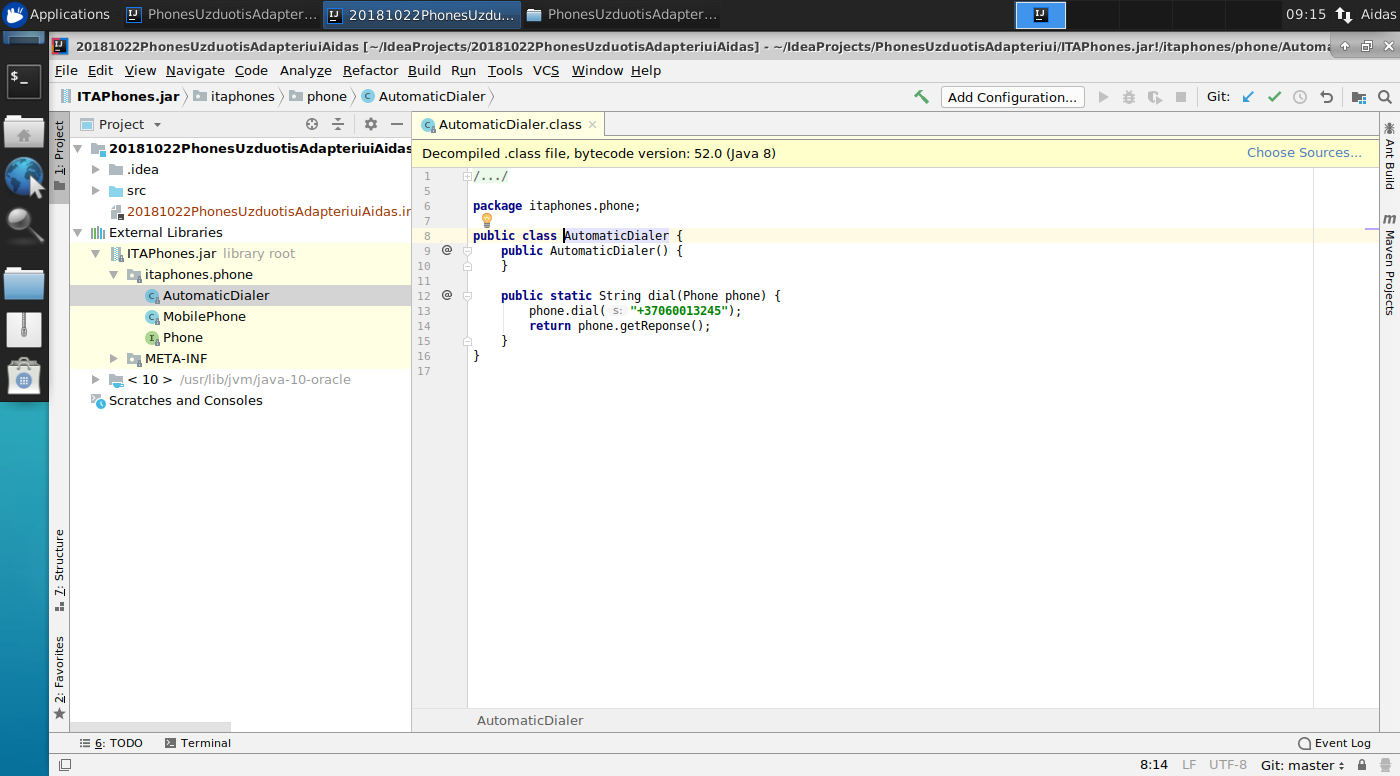 Applications
PhonesUzduotisAdapter...
20181022PhonesUzdu...
PhonesUzduotisAdapter...
09:15
Aidas
20181022PhonesUzduotisAdapteriuiAidas [~/IdeaProjects/20181022PhonesUzduotisAdapteriuiAidas] - ~/IdeaProjects/PhonesUzduotisAdapteriui/ITAPhones.jar!/itaphones/phone/Automa
File Edit View Navigate Code Analyze Refactor Build Run Tools VCS Window Help
ITAPhones.jar itaphones phone AutomaticDialer
Add Configuration...
Git:
1: Project
Project
AutomaticDialer.class
20181022PhonesUzduotisAdapteriuiAidas
.idea
src
20181022PhonesUzduotisAdapteriuiAidas.ir
External Libraries
ITAPhones.jar library root
itaphones.phone
AutomaticDialer
MobilePhone
Phone
META-INF
< 10 > /usr/lib/jvm/java-10-oracle
Scratches and Consoles
7: Structure
2: Favorites
Decompiled .class file, bytecode version: 52.0 (Java 8)
Choose Sources...
1 /.../
5
6 package itaphones.phone;
7
8 public class AutomaticDialer {
9 @ public AutomaticDialer() {
10 }
11
12 @ public static String dial(Phone phone) {
13 phone.dial( s: "+37060013245");
14 return phone.getReponse();
15 }
16 }
17
Ant Build
m Maven Projects
AutomaticDialer
6: TODO
Terminal
Event Log
8:14 LF UTF-8 Git: master